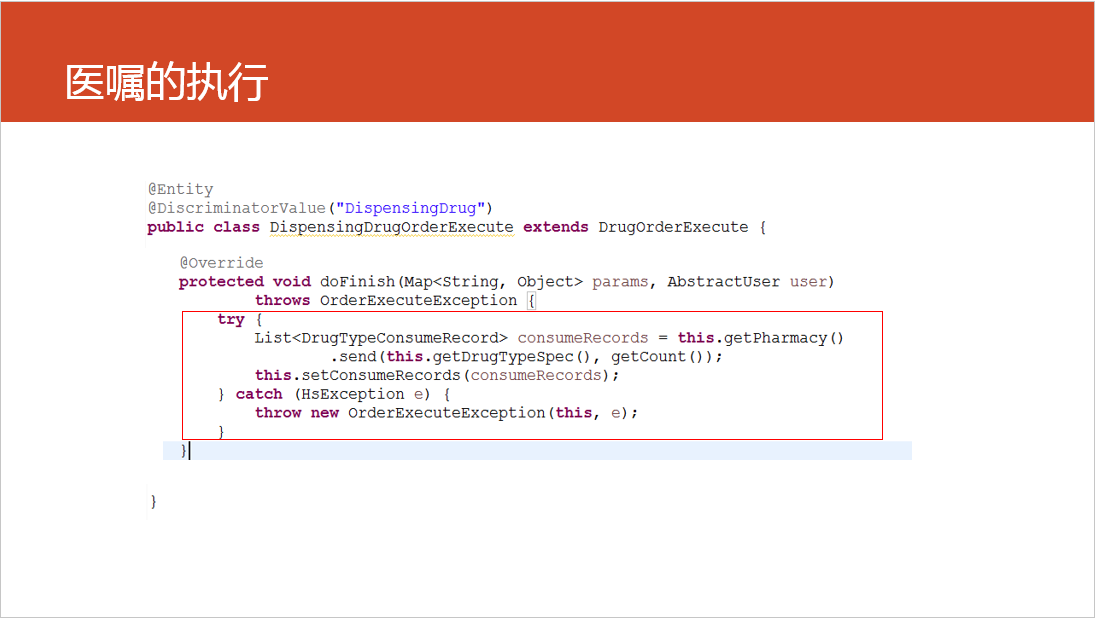 医嘱的执行
@Entity
@DiscriminatorValue("DispensingDrug")
public class DispensingDrugOrderExecute extends DrugOrderExecute {
@Override
protected void doFinish(Map<String, Object> params, AbstractUser user)
throws OrderExecuteException {
try {
List<DrugTypeConsumeRecord> consumeRecords = this.getPharmacy()
.send(this.getDrugTypeSpec(), getCount());
this.setConsumeRecords(consumeRecords);
} catch (HsException e) {
throw new OrderExecuteException(this, e);
}
}
}